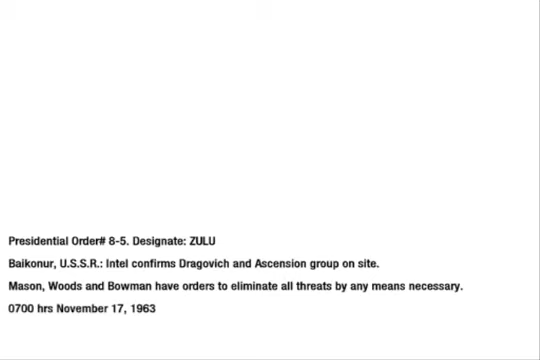 Presidential Order# 8-5. Designate: ZULU
Baikonur, U.S.S.R.: Intel confirms Dragovich and Ascension group on site.
Mason, Woods and Bowman have orders to eliminate all threats by any means necessary.
0700 hrs November 17, 1963